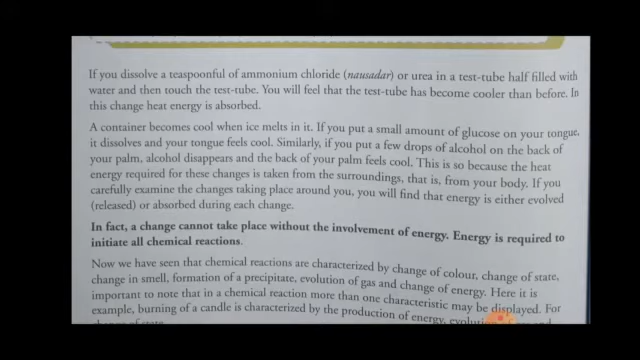 If you dissolve a teaspoonful of ammonium chloride (nausadar) or urea in a test-tube half filled with
water and then touch the test-tube. You will feel that the test-tube has become cooler than before. In
this change heat energy is absorbed.
A container becomes cool when ice melts in it. If you put a small amount of glucose on your tongue,
it dissolves and your tongue feels cool. Similarly, if you put a few drops of alcohol on the back of
your palm, alcohol disappears and the back of your palm feels cool. This is so because the heat
energy required for these changes is taken from the surroundings, that is, from your body. If you
carefully examine the changes taking place around you, you will find that energy is either evolved
(released) or absorbed during each change.
In fact, a change cannot take place without the involvement of energy. Energy is required to
initiate all chemical reactions.
Now we have seen that chemical reactions are characterized by change of colour, change of state,
change in smell, formation of a precipitate, evolution of gas and change of energy. Here it is
important to note that in a chemical reaction more than one characteristic may be displayed. For
example, burning of a candle is characterized by the production of energy,